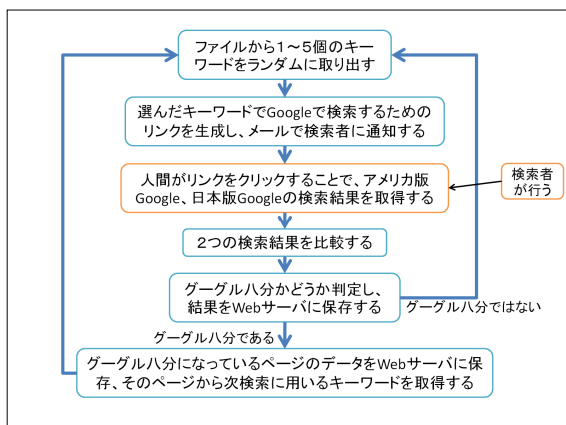 ファイルから１～５個のキー
ワードをランダムに取り出す
選んだキーワードでGoogleで検索するための
リンクを生成し、メールで検索者に通知する
人間がリンクをクリックすることで、アメリカ版
Google、日本版Googleの検索結果を取得する
検索者
が行う
２つの検索結果を比較する
グーグル八分かどうか判定し、
結果をWebサーバに保存する
グーグル八分ではない
グーグル八分である
グーグル八分になっているページのデータをWebサーバに保
存、そのページから次検索に用いるキーワードを取得する